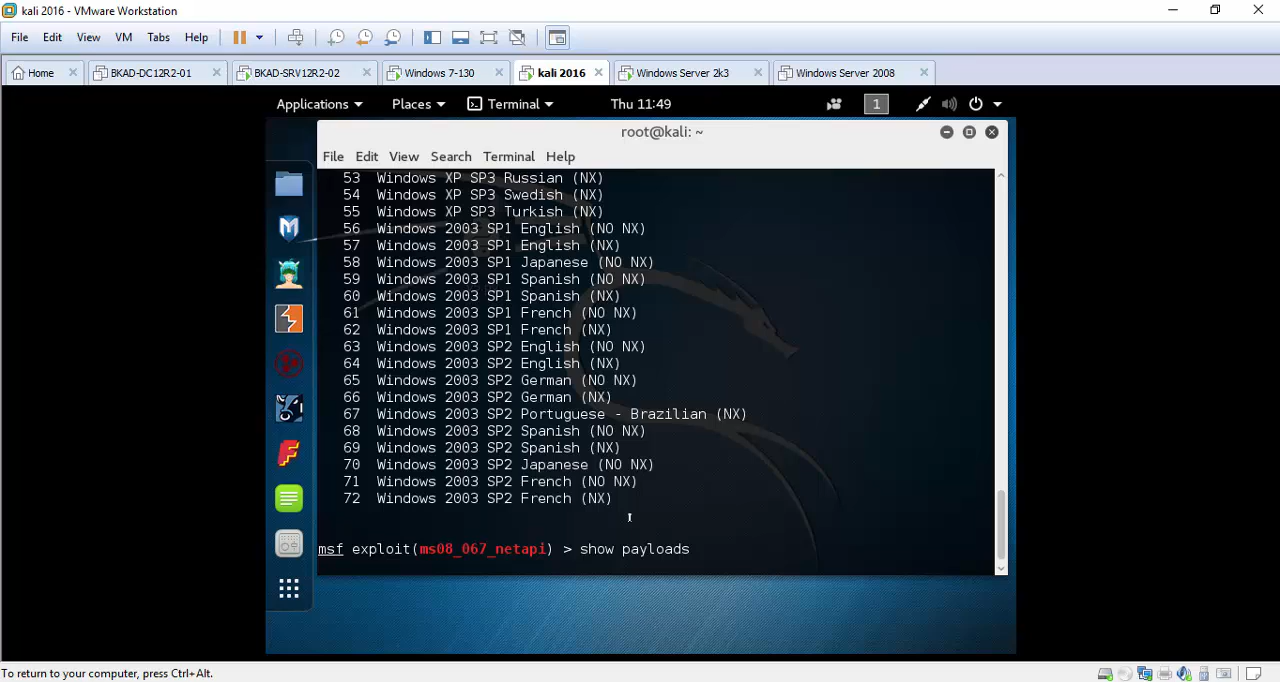 kali 2016 - VMware Workstation
File Edit View VM Tabs Help
Home BKAD-DC12R2-01 BKAD-SRV12R2-02 Windows 7-130 kali 2016 Windows Server 2k3 Windows Server 2008
Applications Places Terminal Thu 11:49 1
root@kali: ~
File Edit View Search Terminal Help
53 Windows XP SP3 Russian (NX)
54 Windows XP SP3 Swedish (NX)
55 Windows XP SP3 Turkish (NX)
56 Windows 2003 SP1 English (NO NX)
57 Windows 2003 SP1 English (NX)
58 Windows 2003 SP1 Japanese (NO NX)
59 Windows 2003 SP1 Spanish (NO NX)
60 Windows 2003 SP1 Spanish (NX)
61 Windows 2003 SP1 French (NO NX)
62 Windows 2003 SP1 French (NX)
63 Windows 2003 SP2 English (NO NX)
64 Windows 2003 SP2 English (NX)
65 Windows 2003 SP2 German (NO NX)
66 Windows 2003 SP2 German (NX)
67 Windows 2003 SP2 Portuguese - Brazilian (NX)
68 Windows 2003 SP2 Spanish (NO NX)
69 Windows 2003 SP2 Spanish (NX)
70 Windows 2003 SP2 Japanese (NO NX)
71 Windows 2003 SP2 French (NO NX)
72 Windows 2003 SP2 French (NX)
msf exploit(ms08_067_netapi) > show payloads
To return to your computer, press Ctrl+Alt.